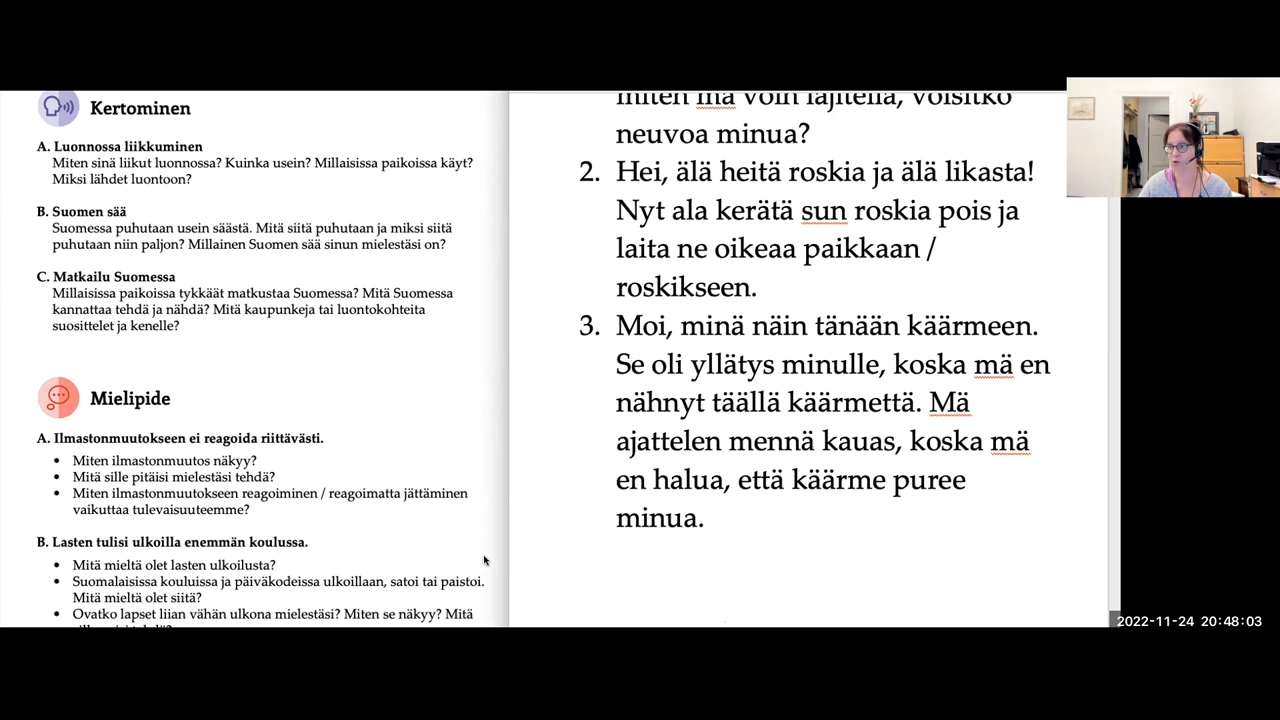 Kertominen
A. Luonnossa liikkuminen
Miten sinä liikut luonnossa? Kuinka usein? Millaisissa paikoissa käyt?
Miksi lähdet luontoon?
B. Suomen sää
Suomessa puhutaan usein säästä. Mitä siitä puhutaan ja miksi siitä
puhutaan niin paljon? Millainen Suomen sää sinun mielestäsi on?
C. Matkailu Suomessa
Millaisissa paikoissa tykkäät matkustaa Suomessa? Mitä Suomessa
kannattaa tehdä ja nähdä? Mitä kaupunkeja tai luontokohteita
suosittelet ja kenelle?
Mielipide
A. Ilmastonmuutokseen ei reagoida riittävästi.
• Miten ilmastonmuutos näkyy?
• Mitä sille pitäisi mielestäsi tehdä?
• Miten ilmastonmuutokseen reagoiminen / reagoimatta jättäminen
vaikuttaa tulevaisuuteemme?
B. Lasten tulisi ulkoilla enemmän koulussa.
• Mitä mieltä olet lasten ulkoilusta?
• Suomalaisissa kouluissa ja päiväkodeissa ulkoillaan, satoi tai paistoi.
Mitä mieltä olet siitä?
• Ovatko lapset liian vähän ulkona mielestäsi? Miten se näkyy? Mitä
miten mä voin lajitella, voisitko
neuvoa minua?
2. Hei, älä heitä roskia ja älä likasta!
Nyt ala kerätä sun roskia pois ja
laita ne oikeaa paikkaan /
roskikseen.
3. Moi, minä näin tänään käärmeen.
Se oli yllätys minulle, koska mä en
nähnyt täällä käärmettä. Mä
ajattelen mennä kauas, koska mä
en halua, että käärme puree
minua.
2022-11-24 20:48:03